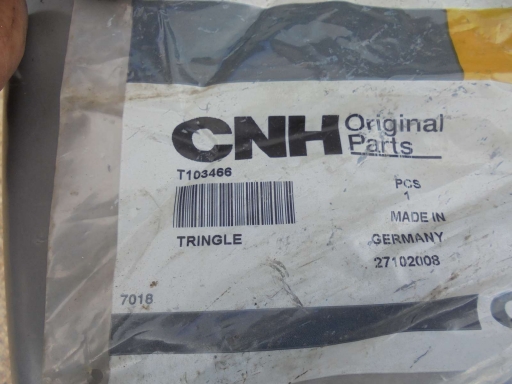 CNH Original
Parts
T103466
PCS
1
MADE IN
TRINGLE
GERMANY
27102008
7018